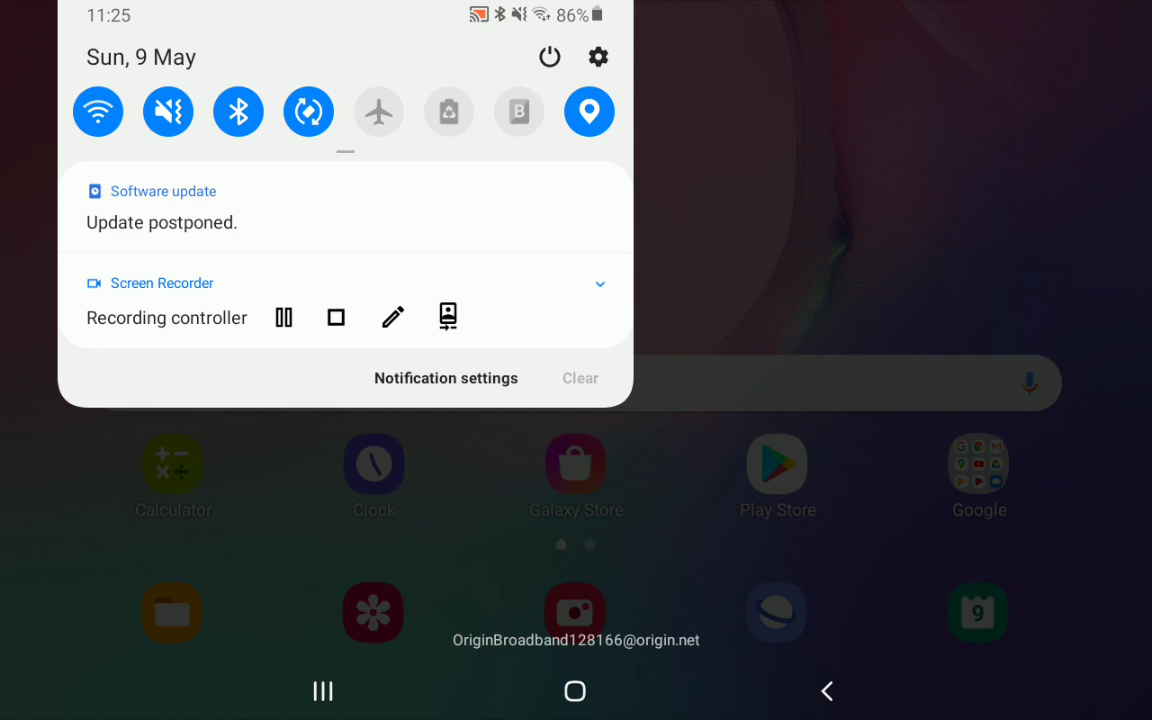 11:25
86%
Sun, 9 May
B
Software update
Update postponed.
Screen Recorder
Recording controller
Notification settings
Clear
Calculator
Clock
Galaxy Store
Play Store
Google
9
OriginBroadband128166@origin.net